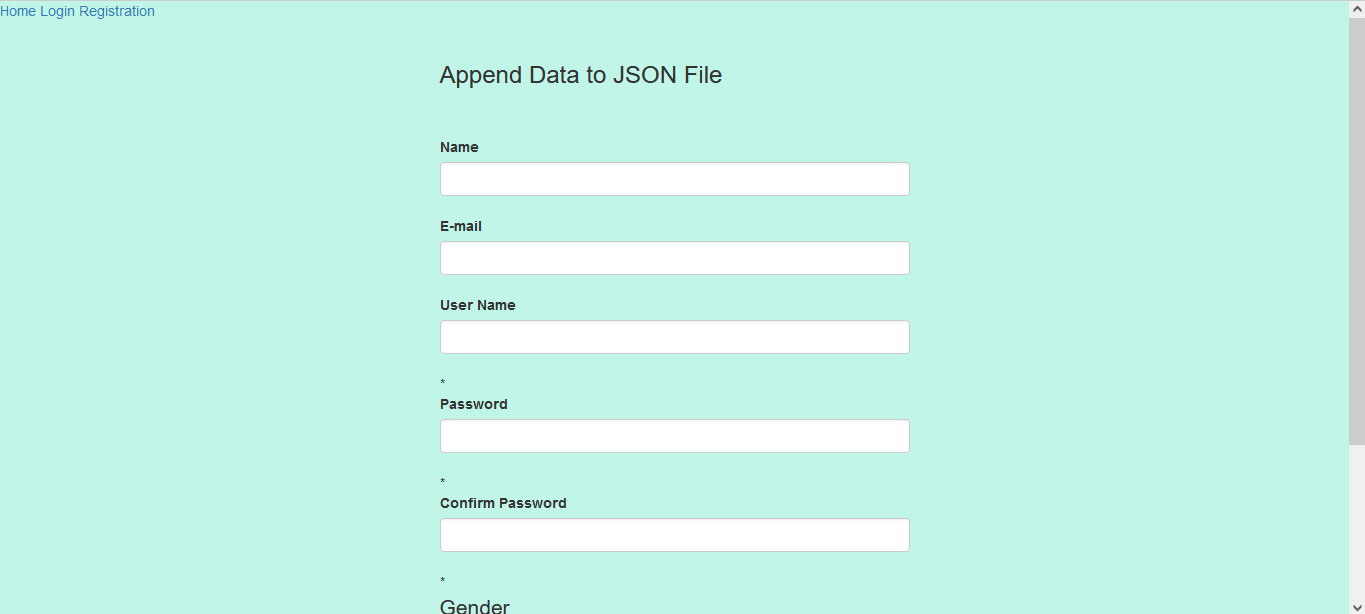 Home Login Registration
Append Data to JSON File
Name
E-mail
User Name
*
Password
*
Confirm Password
*
Gender